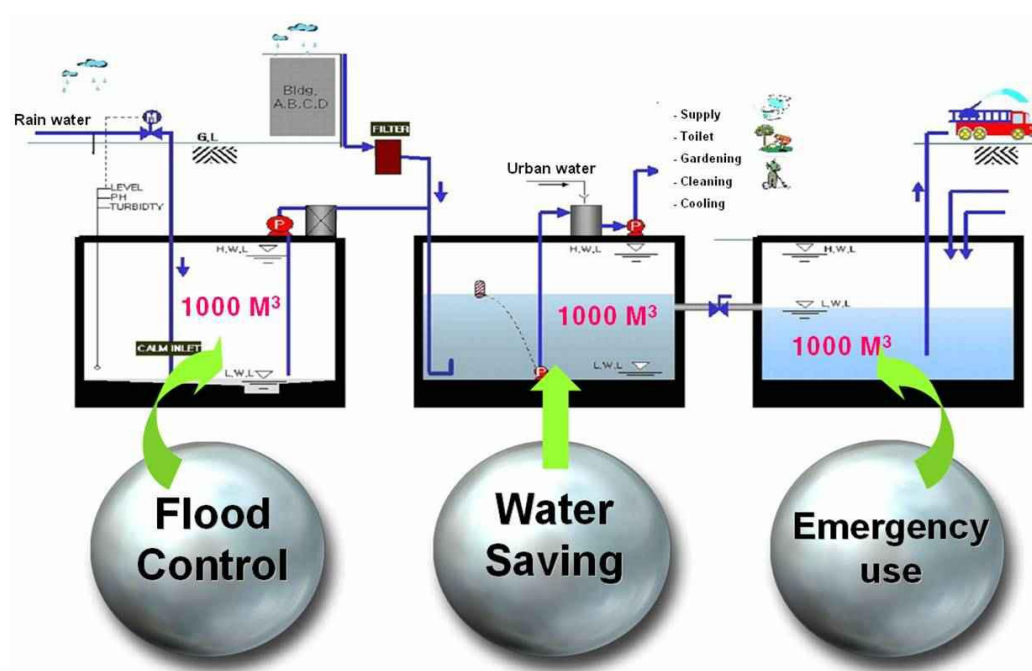 Bldg.
A.B.C.D
Rain water
M
G.L
FILTER
LEVEL
PH
TURBIDTY
Urban water
- Supply
- Toilet
- Gardening
- Cleaning
- Cooling
P
P
H.W.L
H.W.L
H.W.L
1000 M³
1000 M³
L.W.L
1000 M³
CALM INLET
L.W.L
L.W.L
P
Flood
Control
Water
Saving
Emergency
use